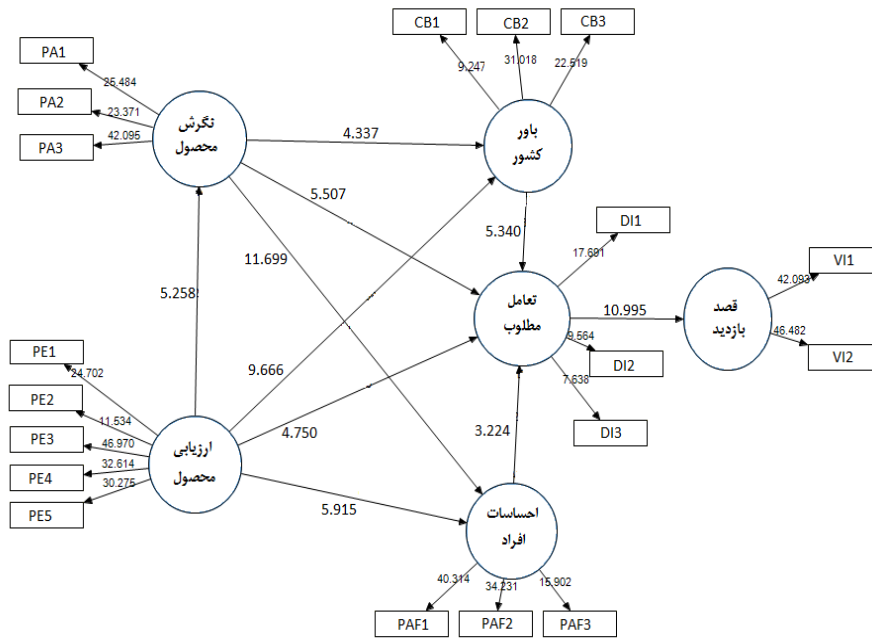 CB1
CB2
CB3
9.247
31.018
22.519
PA1
PA2
PA3
25.484
23.371
42.095
نگرش
محصول
4.337
باور
کشور
5.507
5.340
11.699
5.258
DI1
17.691
تعامل
مطلوب
10.995
قصد
بازدید
VI1
42.093
46.482
VI2
9.564
DI2
7.638
DI3
PE1
24.702
PE2
11.534
PE3
46.970
PE4
32.614
PE5
30.275
ارزیابی
محصول
9.666
4.750
3.224
5.915
احساسات
افراد
40.314
34.231
15.902
PAF1
PAF2
PAF3